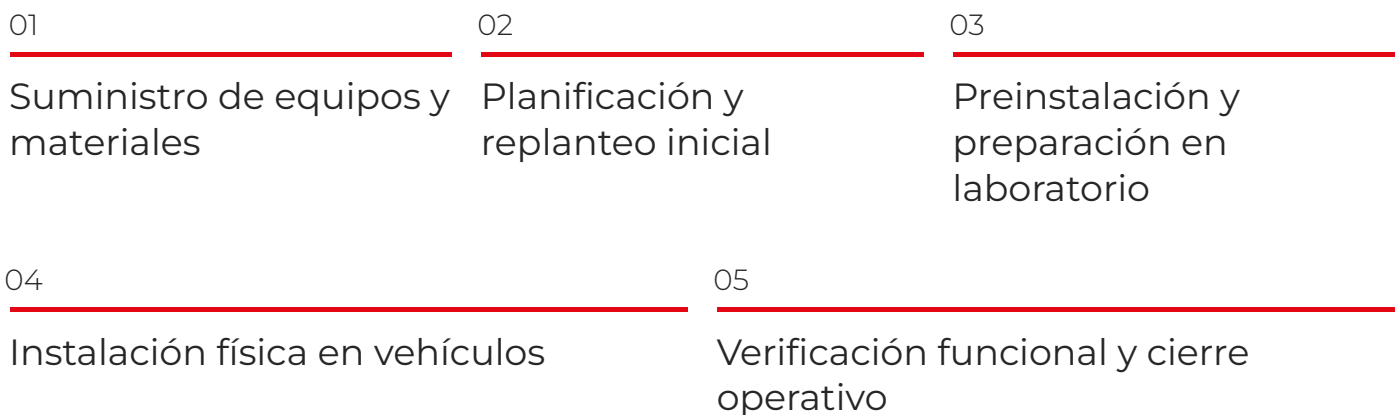 01
Suministro de equipos y
materiales
02
Planificación y
replanteo inicial
03
Preinstalación y
preparación en
laboratorio
04
Instalación física en vehículos
05
Verificación funcional y cierre
operativo